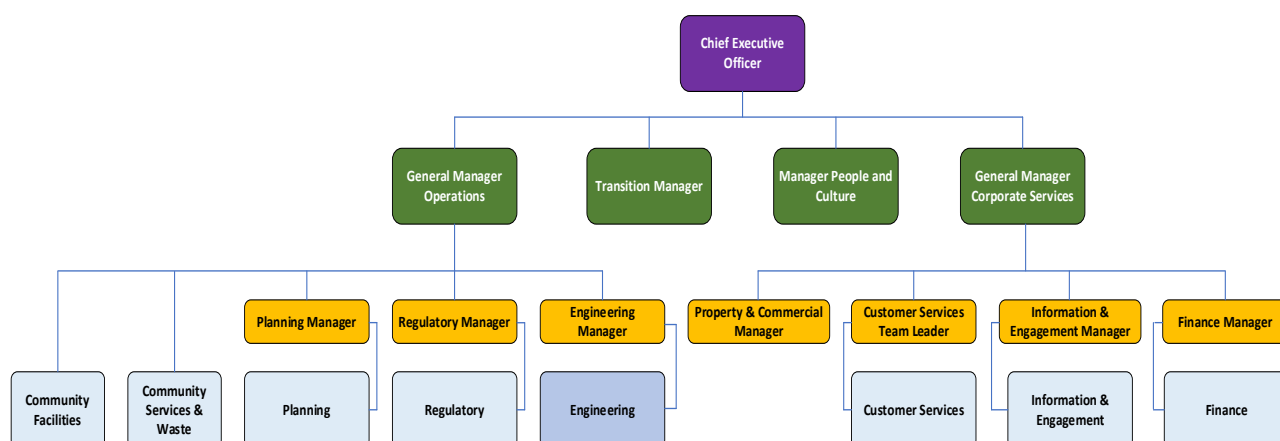 Chief Executive
Officer
General Manager
Operations
Transition Manager
Manager People and
Culture
General Manager
Corporate Services
Planning Manager
Regulatory Manager
Engineering
Manager
Property & Commercial
Manager
Customer Services
Team Leader
Information &
Engagement Manager
Finance Manager
Community
Facilities
Community
Services &
Waste
Planning
Regulatory
Engineering
Customer Services
Information &
Engagement
Finance